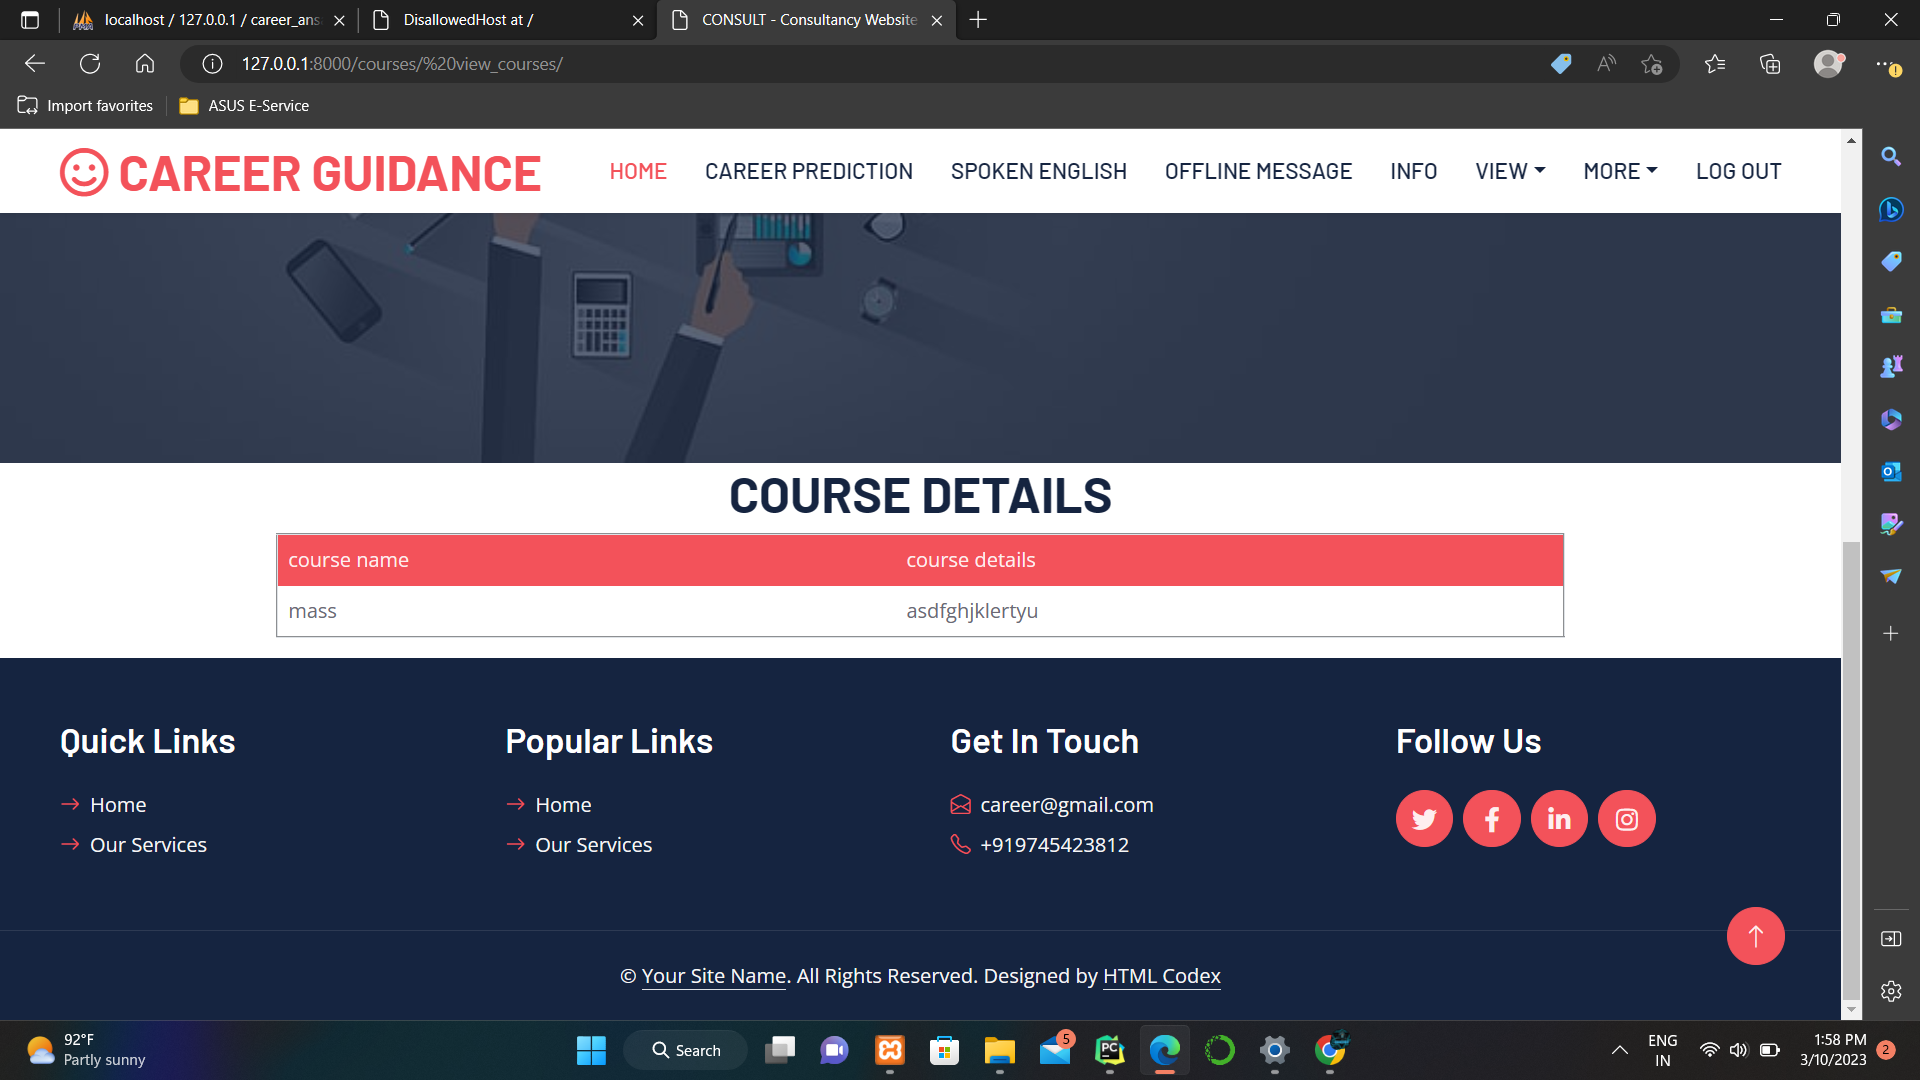 localhost / 127.0.0.1 / career_ans
DisallowedHost at /
CONSULT - Consultancy Website
127.0.0.1:8000/courses/%20view_courses/
Import favorites
ASUS E-Service
CAREER GUIDANCE
HOME
CAREER PREDICTION
SPOKEN ENGLISH
OFFLINE MESSAGE
INFO
VIEW
MORE
LOG OUT
COURSE DETAILS
course name
course details
mass
asdfghjklertyu
Quick Links
Home
Our Services
Popular Links
Home
Our Services
Get In Touch
career@gmail.com
+919745423812
Follow Us
© Your Site Name. All Rights Reserved. Designed by HTML Codex
92°F
Partly sunny
Search
5
ENG
IN
1:58 PM
3/10/2023
2